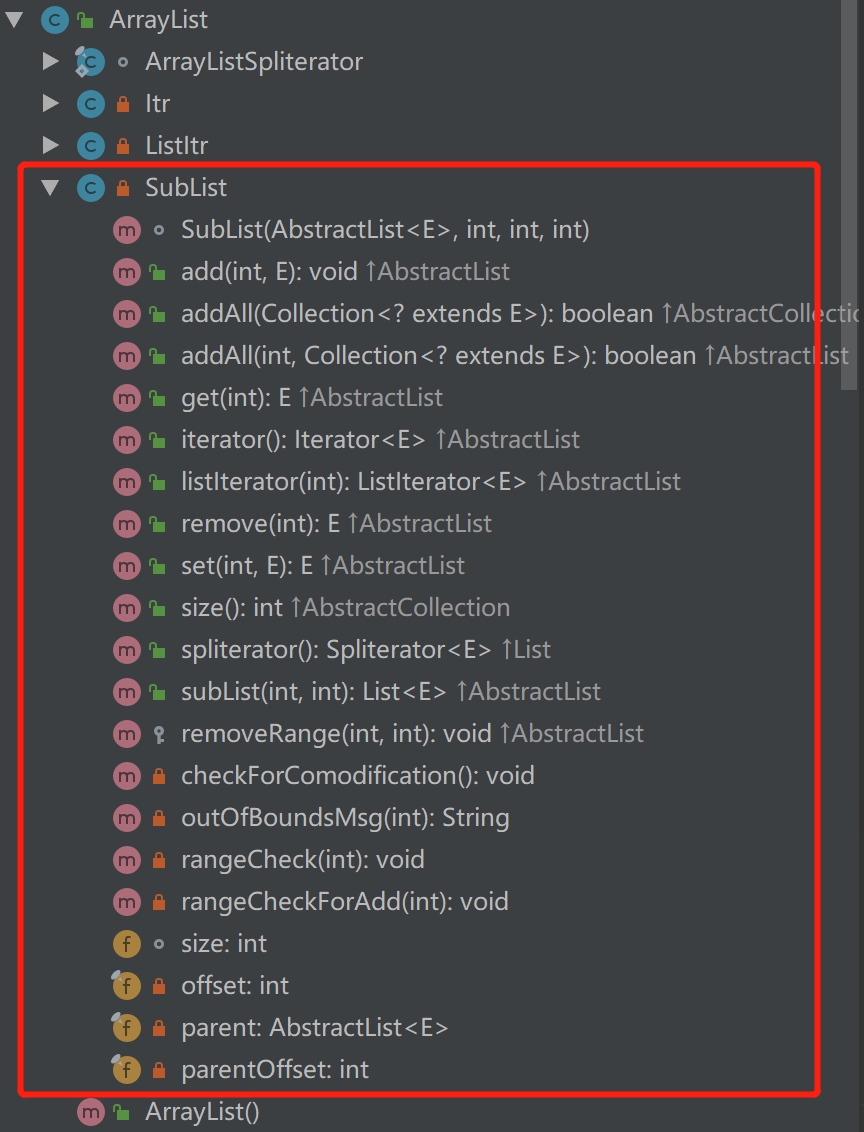 ArrayList
ArrayListSpliterator
Itr
ListItr
SubList
SubList(AbstractList<E>, int, int, int)
add(int, E): void ↑AbstractList
addAll(Collection<? extends E>): boolean ↑AbstractCollectio
addAll(int, Collection<? extends E>): boolean ↑AbstractList
get(int): E ↑AbstractList
iterator(): Iterator<E> ↑AbstractList
listIterator(int): ListIterator<E> ↑AbstractList
remove(int): E ↑AbstractList
set(int, E): E ↑AbstractList
size(): int ↑AbstractCollection
spliterator(): Spliterator<E> ↑List
subList(int, int): List<E> ↑AbstractList
removeRange(int, int): void ↑AbstractList
checkForComodification(): void
outOfBoundsMsg(int): String
rangeCheck(int): void
rangeCheckForAdd(int): void
size: int
offset: int
parent: AbstractList<E>
parentOffset: int
ArrayList()